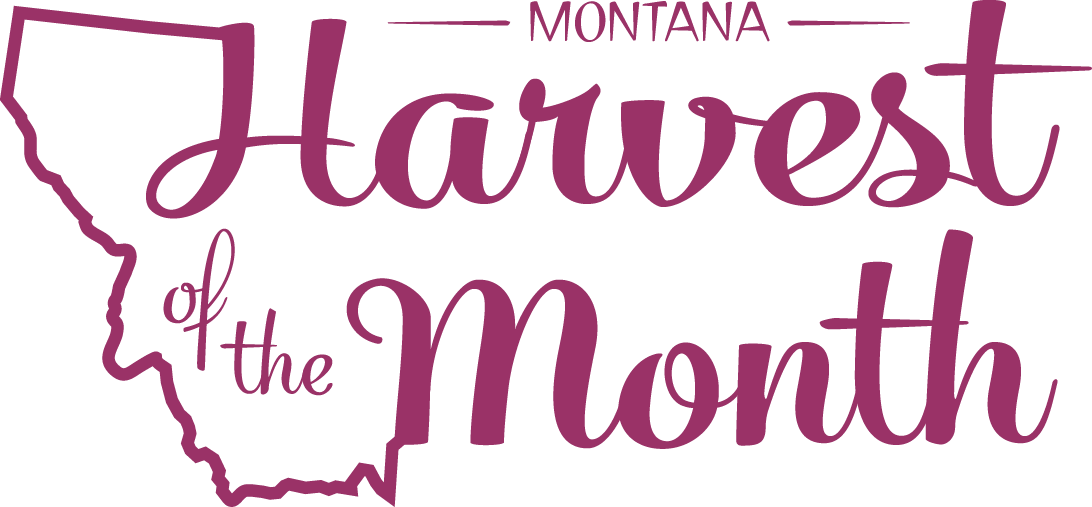 MONTANA
Harvest
of the
Month